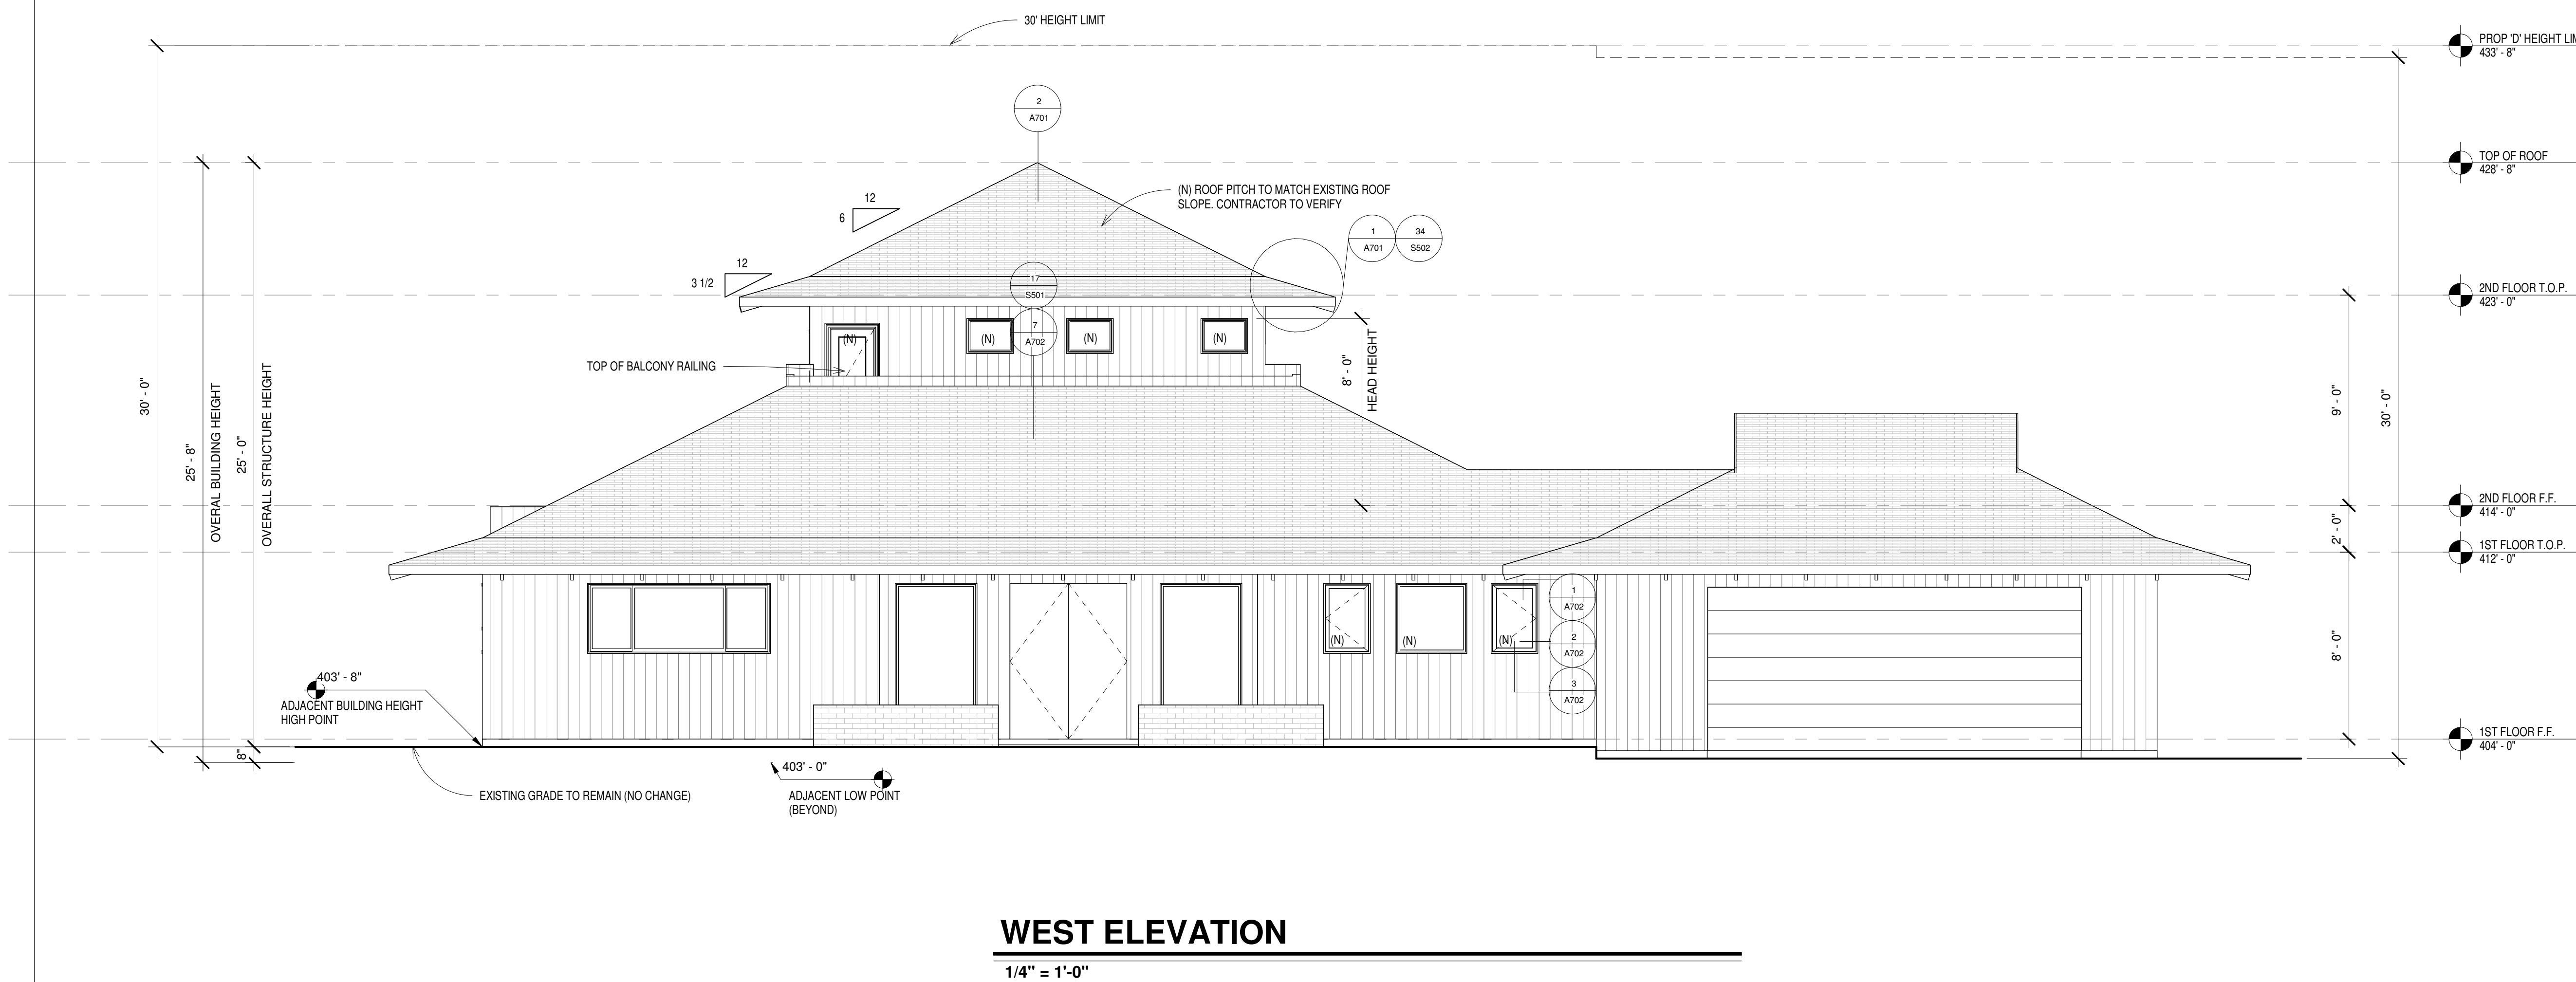 30' HEIGHT LIMIT
PROP 'D' HEIGHT
433' - 8"
2
A701
TOP OF ROOF
428' - 8"
(N) ROOF PITCH TO MATCH EXISTING ROOF
SLOPE. CONTRACTOR TO VERIFY
12
6
1
A701
34
S502
12
3 1/2
17
S501
2ND FLOOR T.O.P.
423' - 0"
7
A702
(N)
(N)
(N)
(N)
TOP OF BALCONY RAILING
8' - 0"
HEAD HEIGHT
30' - 0"
25' - 8"
OVERAL BUILDING HEIGHT
25' - 0"
OVERALL STRUCTURE HEIGHT
9' - 0"
30' - 0"
2ND FLOOR F.F.
414' - 0"
2' - 0"
1ST FLOOR T.O.P.
412' - 0"
8' - 0"
1
A702
2
A702
3
A702
(N)
(N)
(N)
403' - 8"
ADJACENT BUILDING HEIGHT
HIGH POINT
8"
1ST FLOOR F.F.
404' - 0"
403' - 0"
ADJACENT LOW POINT
(BEYOND)
EXISTING GRADE TO REMAIN (NO CHANGE)
WEST ELEVATION
1/4" = 1'-0"